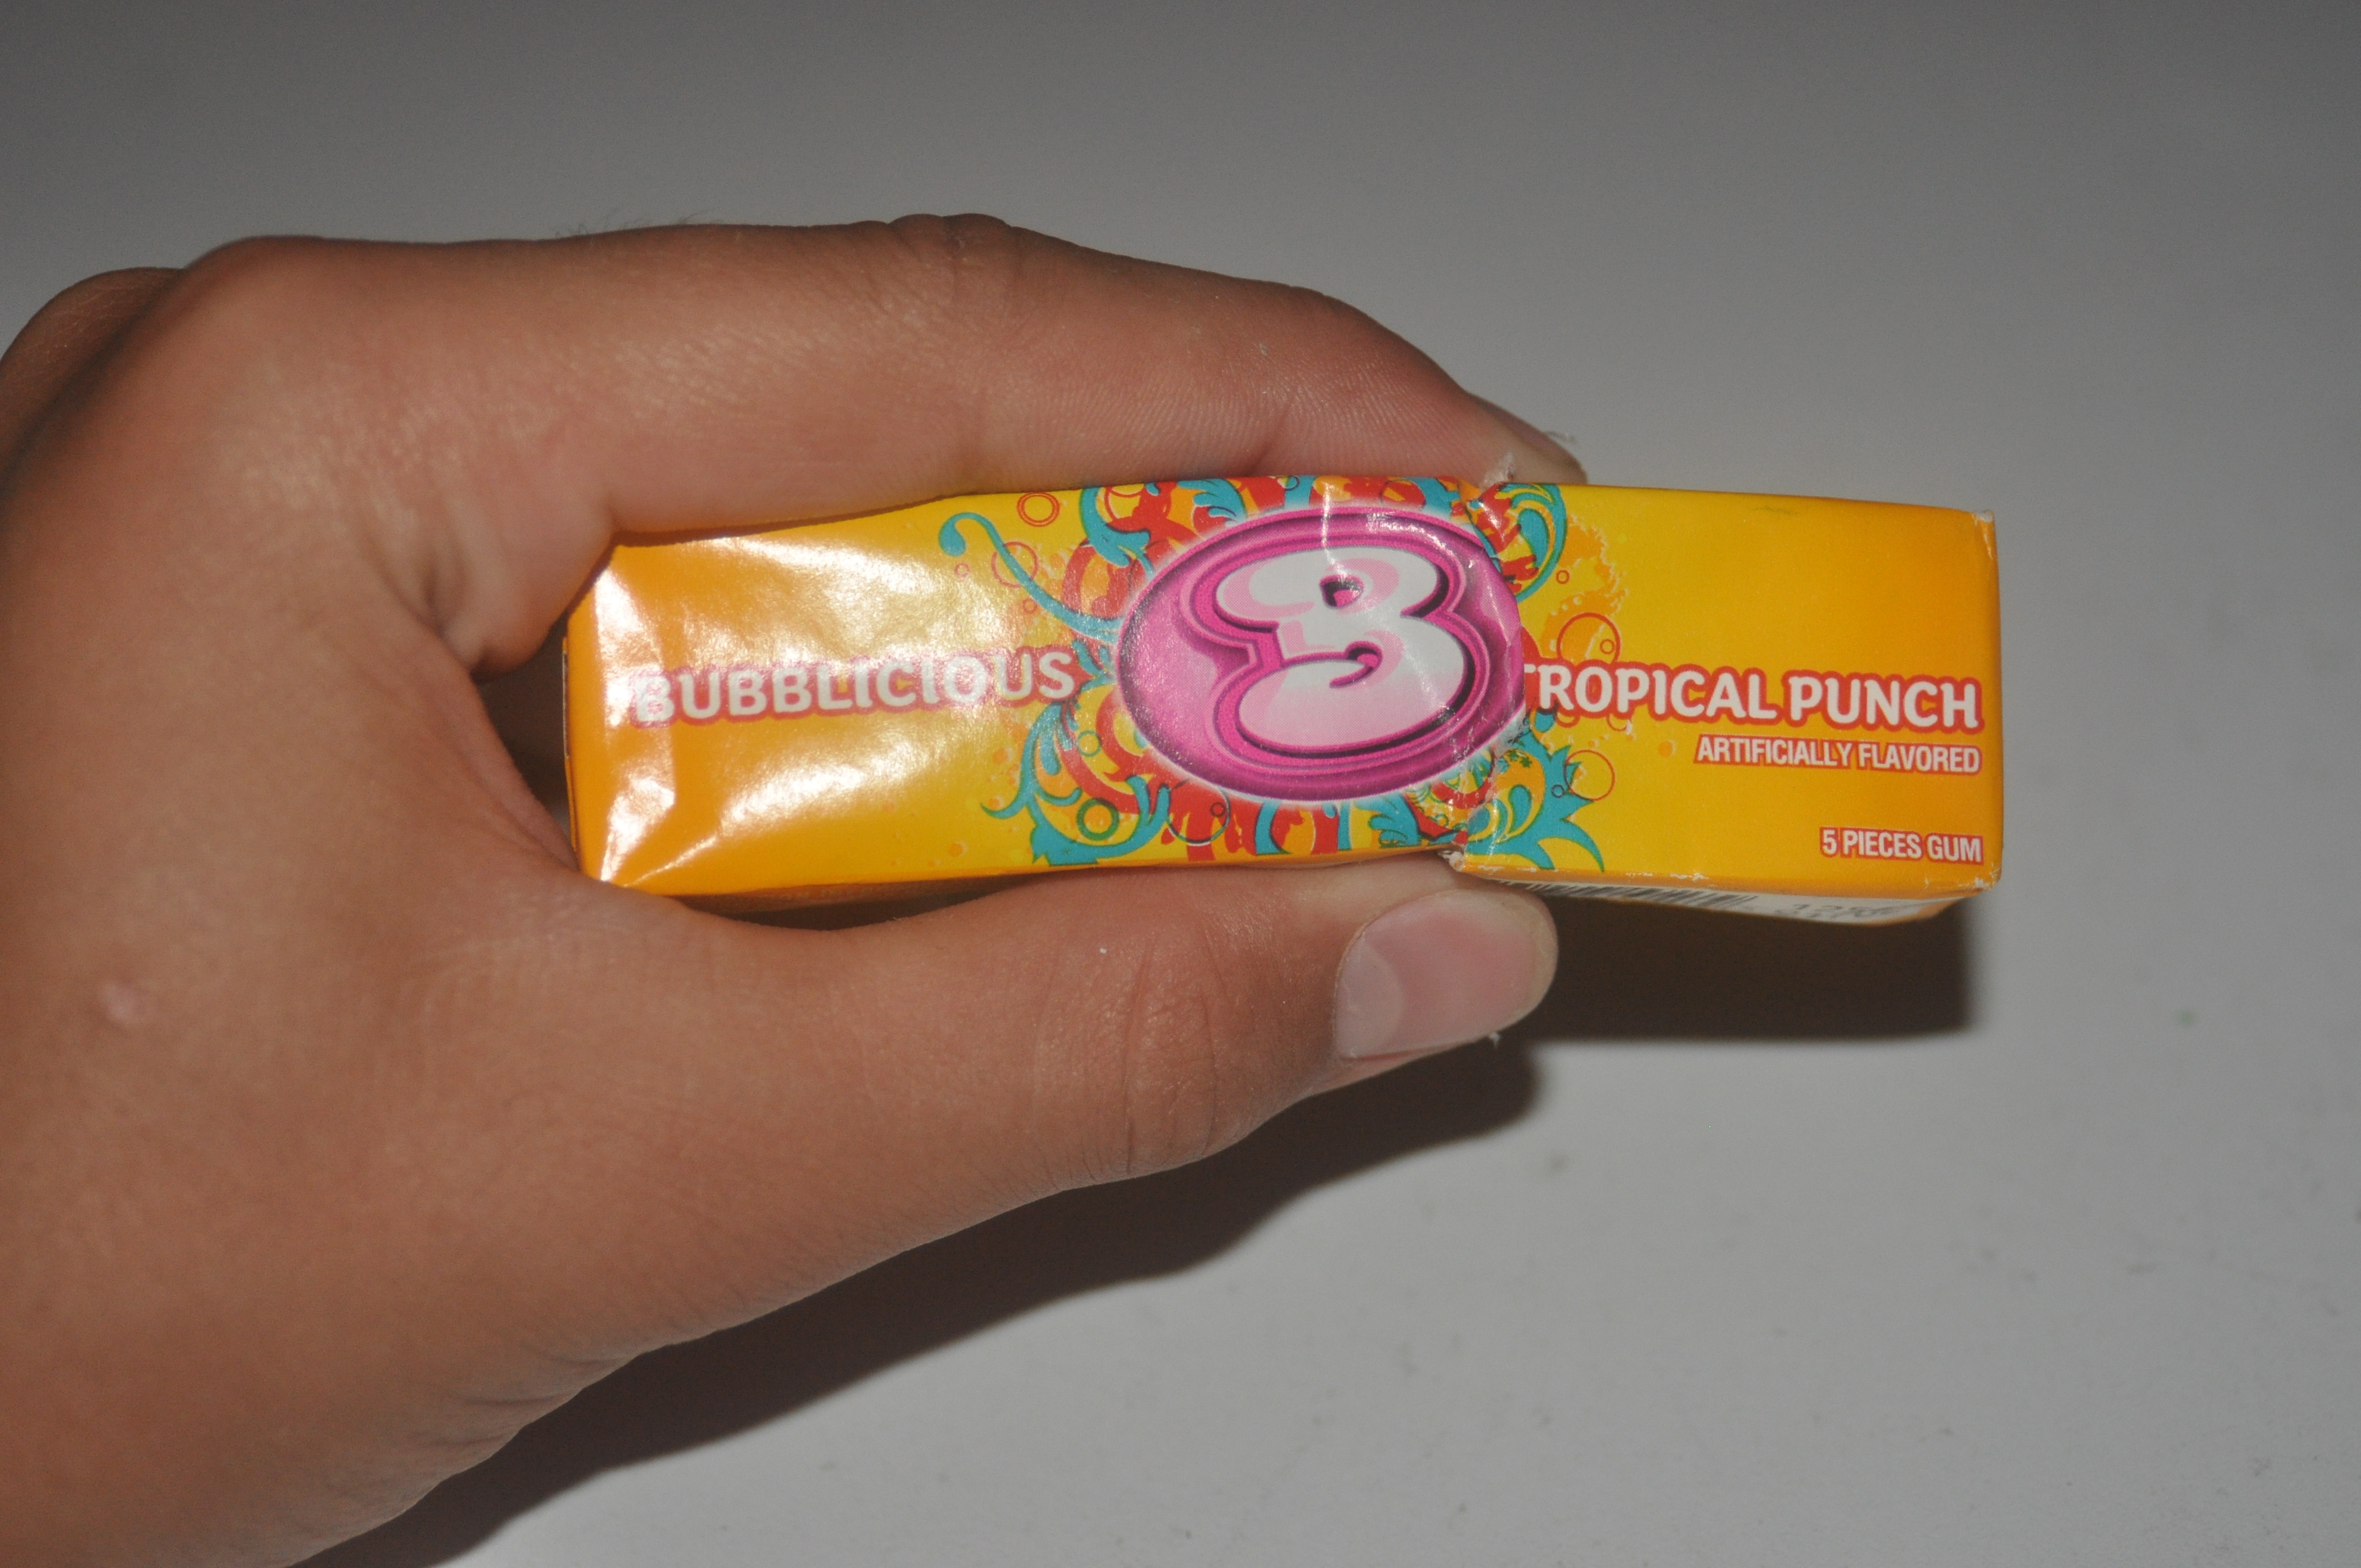 BUBBLICIOUS
B
TROPICAL PUNCH
ARTIFICIALLY FLAVORED
5 PIECES GUM